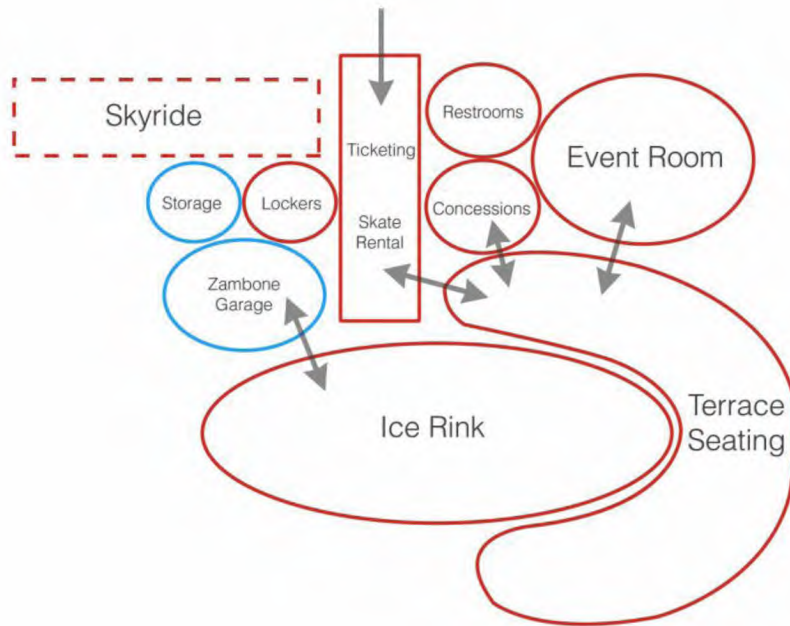 Skyride
Restrooms
Event Room
Ticketing
Storage
Lockers
Concessions
Skate
Rental
Zambone
Garage
Terrace
Seating
Ice Rink